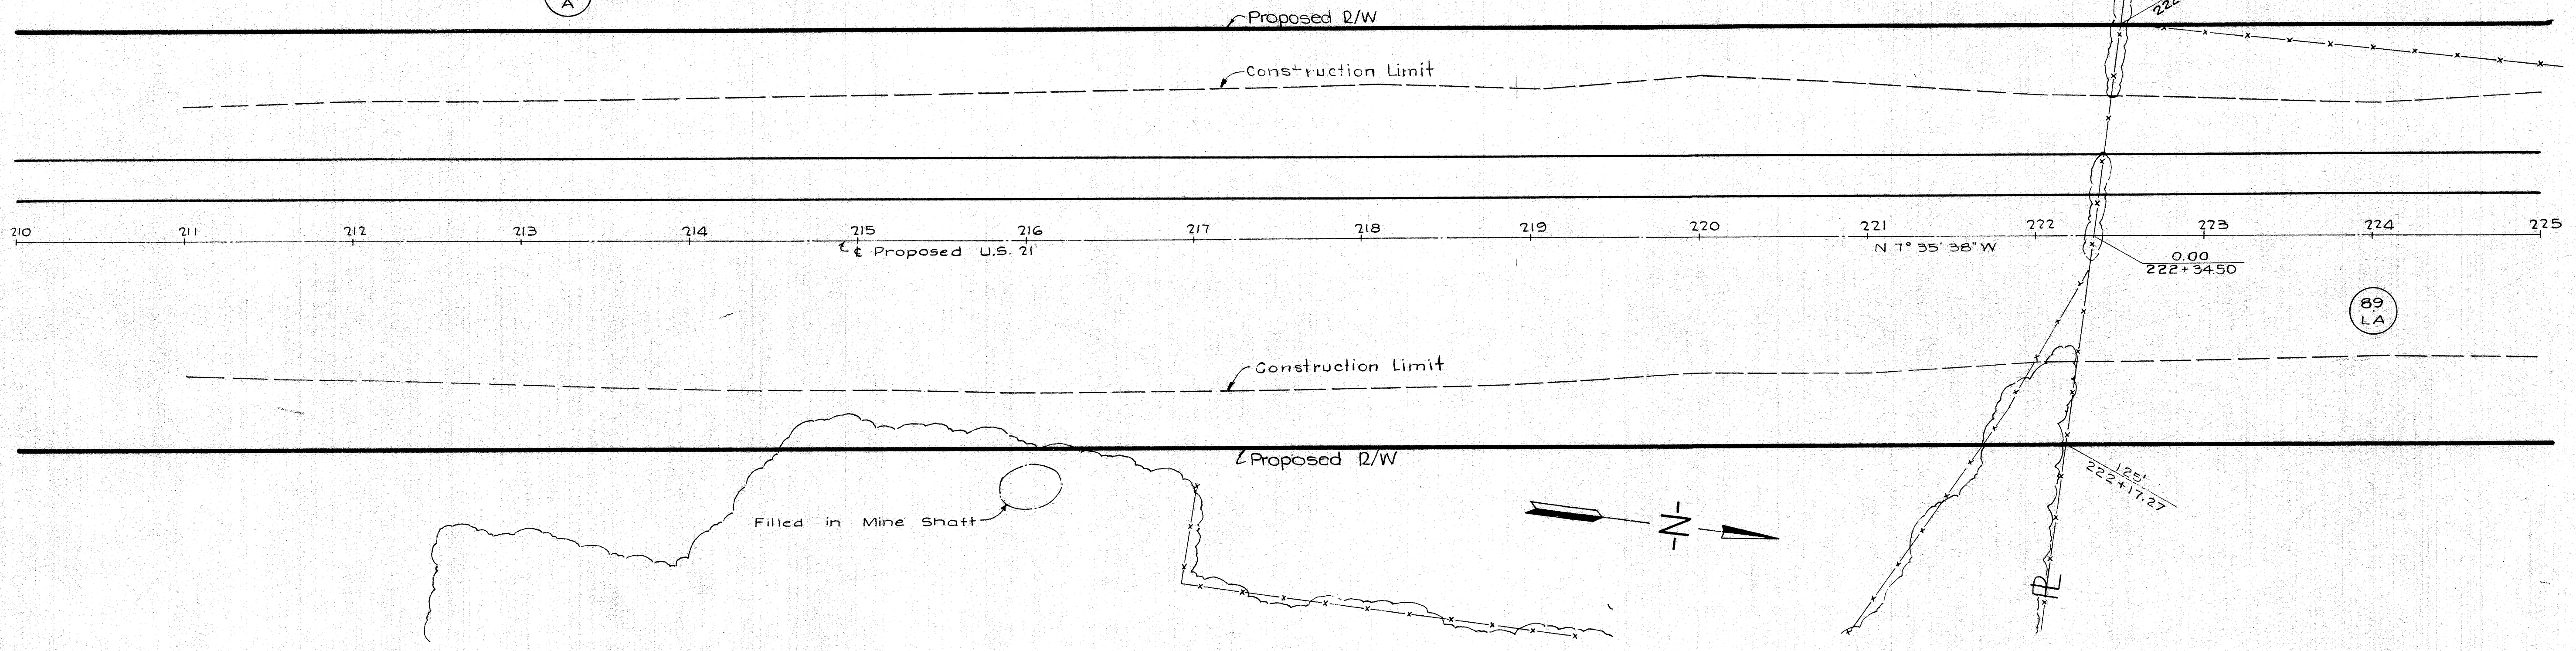 A
Proposed R/W
Construction Limit
210 211 212 213 214 215 216 217 218 219 220 221 222 223 224 225
℄ Proposed U.S. 21
N 7° 35' 38" W
0.00
222+34.50
89
LA
Construction Limit
Proposed R/W
125'
222+17.27
Filled in Mine Shaft
N
PL